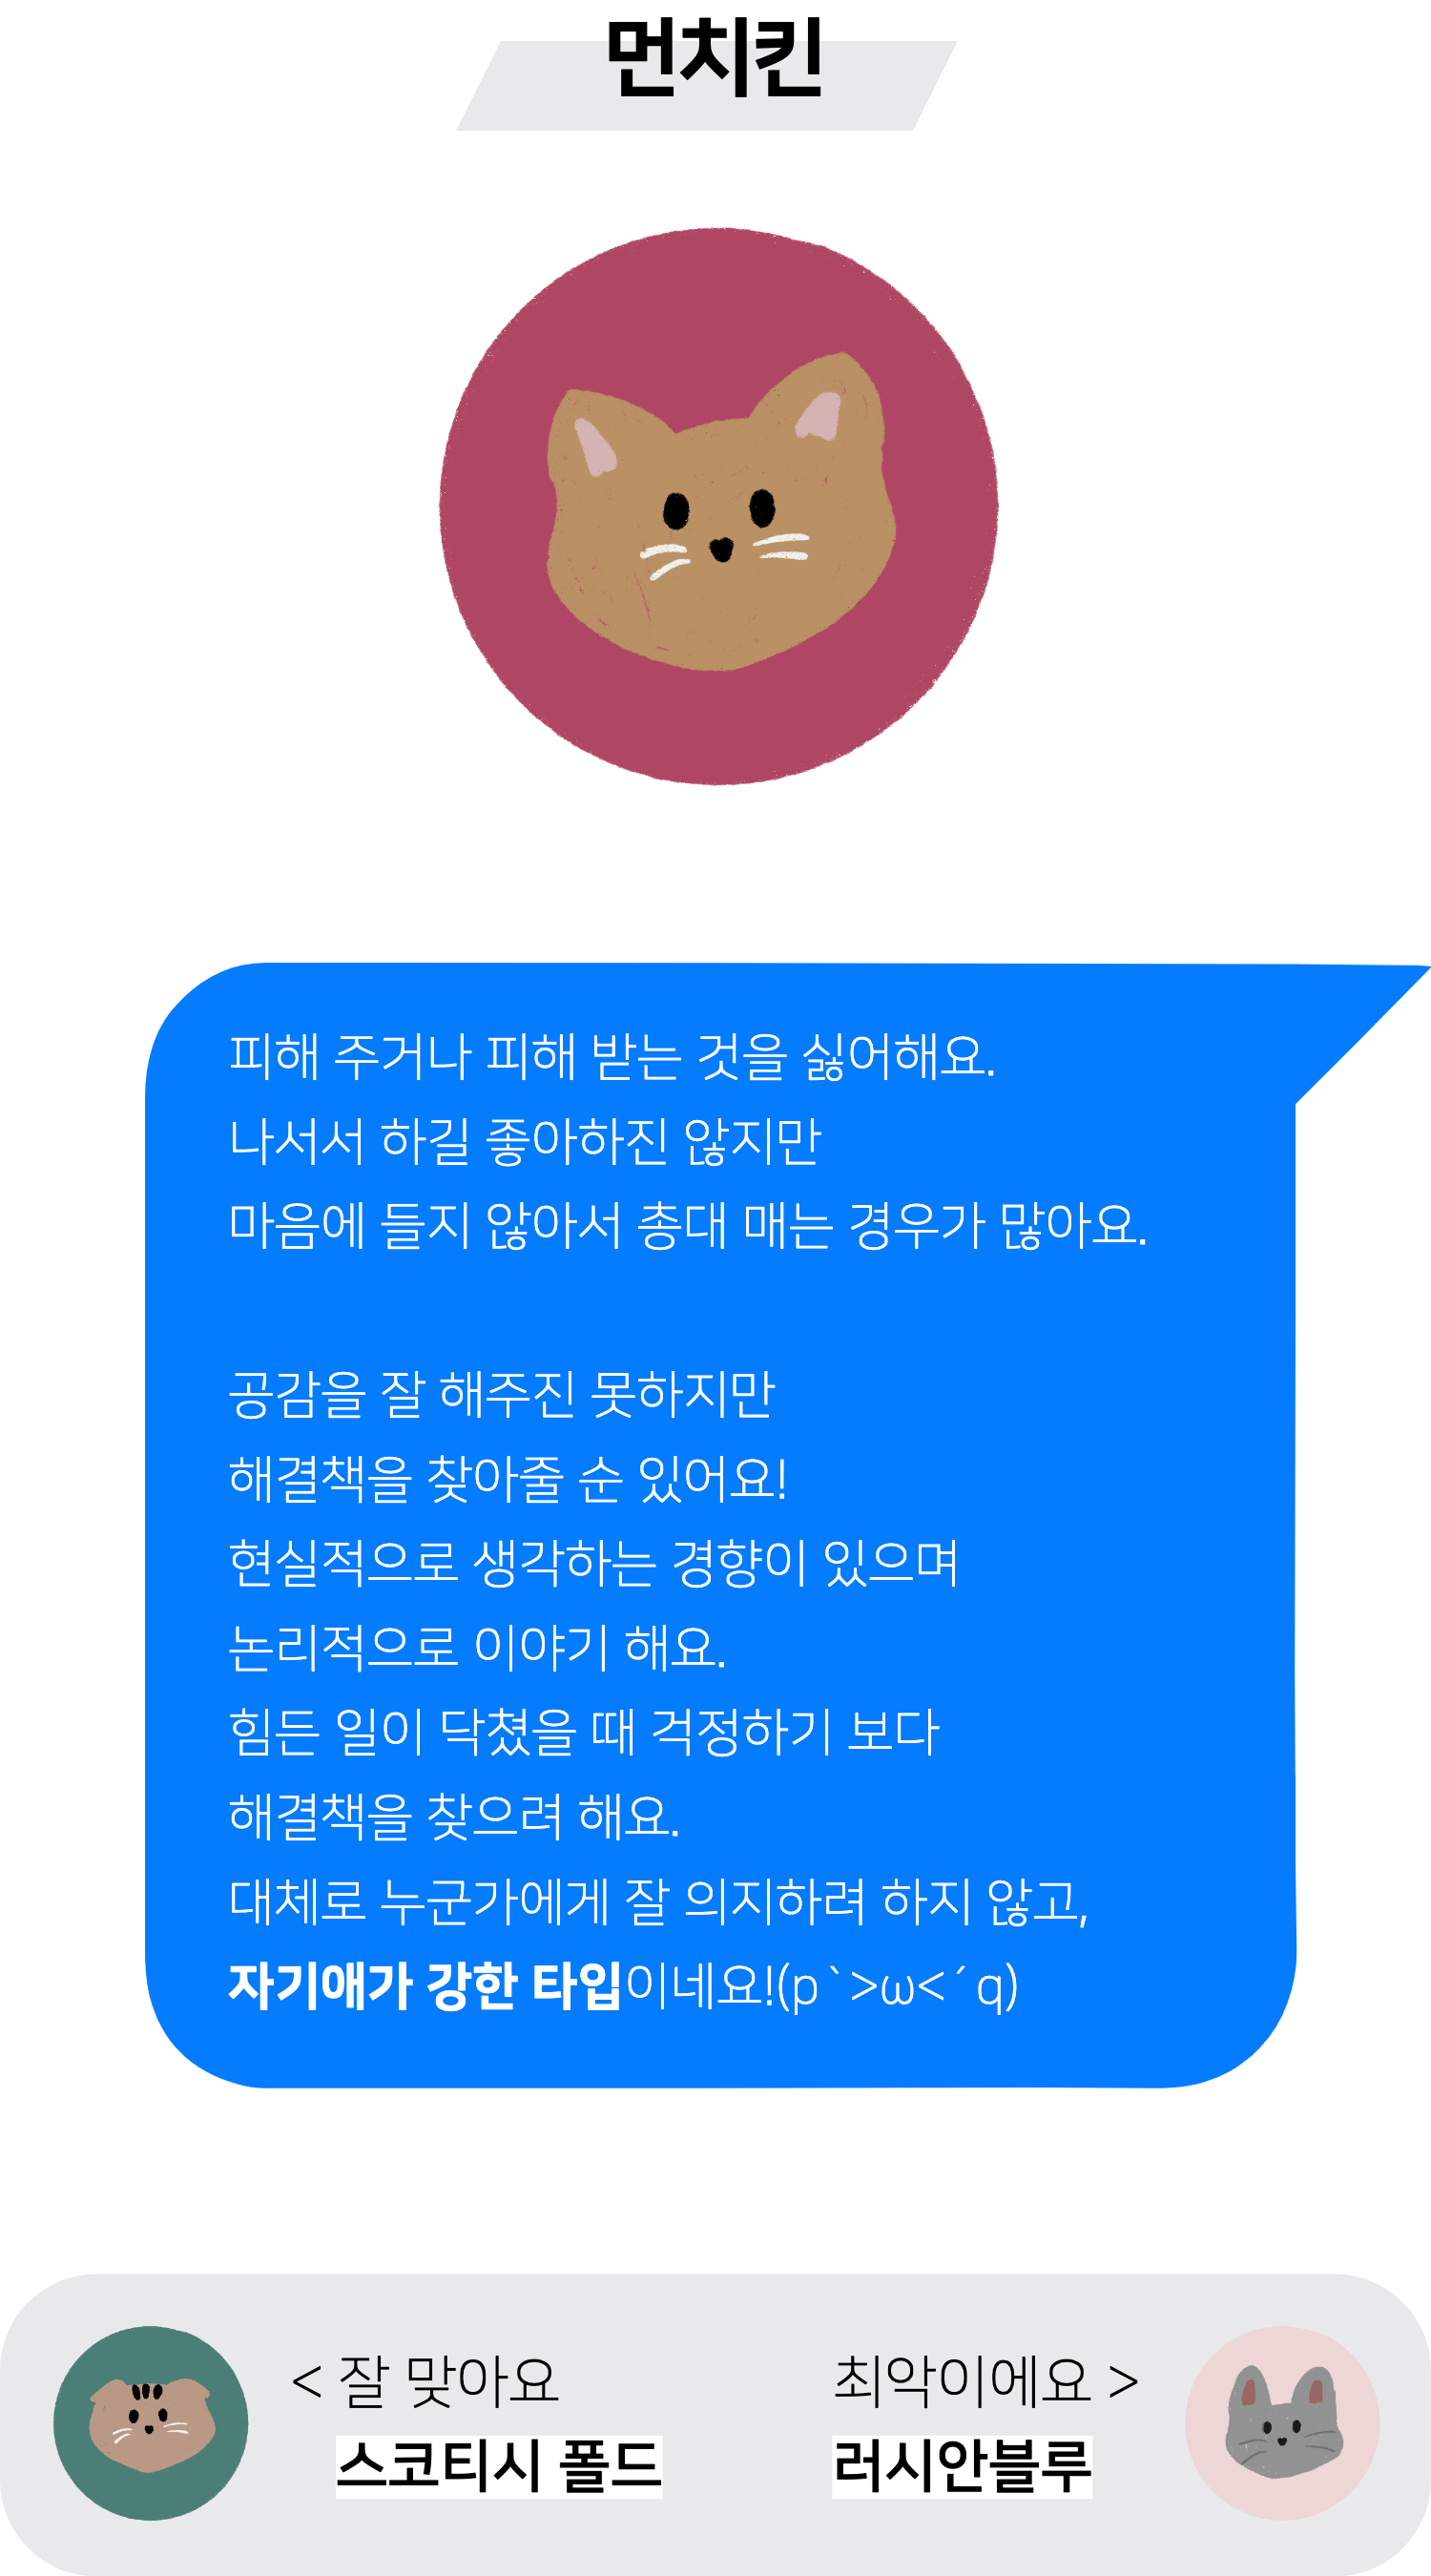 먼치킨
피해 주거나 피해 받는 것을 싫어해요.
나서서 하길 좋아하진 않지만
마음에 들지 않아서 총대 매는 경우가 많아요.
공감을 잘 해주진 못하지만
해결책을 찾아줄 순 있어요!
현실적으로 생각하는 경향이 있으며
논리적으로 이야기 해요.
힘든 일이 닥쳤을 때 걱정하기 보다
해결책을 찾으려 해요.
대체로 누군가에게 잘 의지하려 하지 않고,
자기애가 강한 타입이네요!(p`>ω<´q)
< 잘 맞아요
스코티시 폴드
최악이에요 >
러시안블루